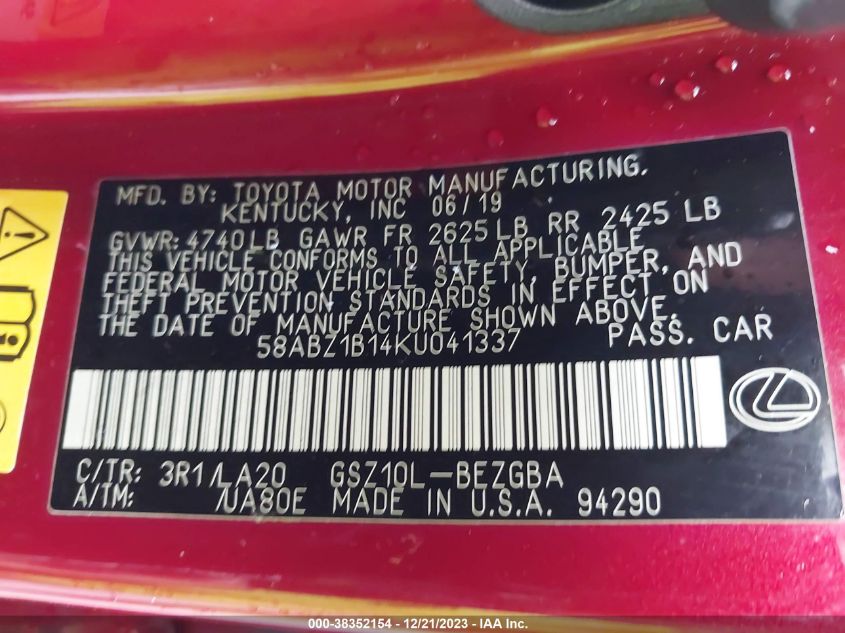 MFD. BY: TOYOTA MOTOR MANUFACTURING.
KENTUCKY, INC 06/19
GVWR: 4740LB GAWR FR 2625LB RR 2425 LB
THIS VEHICLE CONFORMS TO ALL APPLICABLE
FEDERAL MOTOR VEHICLE SAFETY, BUMPER, AND
THEFT PREVENTION STANDARDS IN EFFECT ON
THE DATE OF MANUFACTURE SHOWN ABOVE.
58ABZ1B14KU041337 PASS. CAR
C/TR: 3R1/LA20 GSZ10L-BEZGBA
A/TM: /UA80E MADE IN U.S.A. 94290
000-38352154 - 12/21/2023 - IAA Inc.